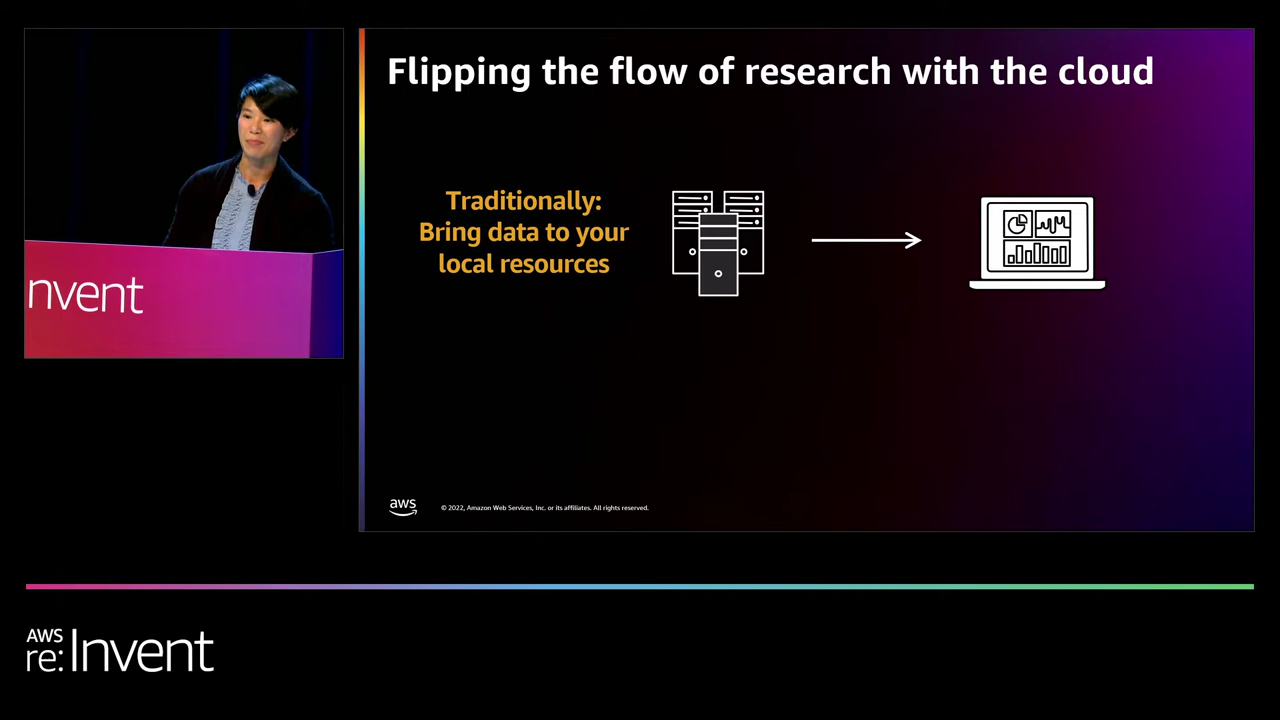 Flipping the flow of research with the cloud
Traditionally:
Bring data to your
local resources
nvent
aws
© 2022, Amazon Web Services, Inc. or its affiliates. All rights reserved.
AWS
re:Invent